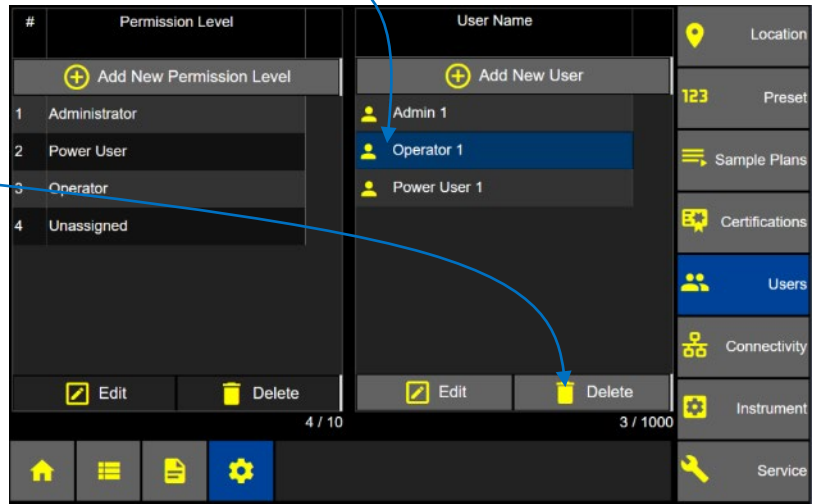 # Permission Level
Add New Permission Level
1 Administrator
2 Power User
3 Operator
4 Unassigned
Edit Delete
4 / 10
User Name
Add New User
Admin 1
Operator 1
Power User 1
Edit Delete
3 / 1000
Location
123 Preset
Sample Plans
Certifications
Users
Connectivity
Instrument
Service